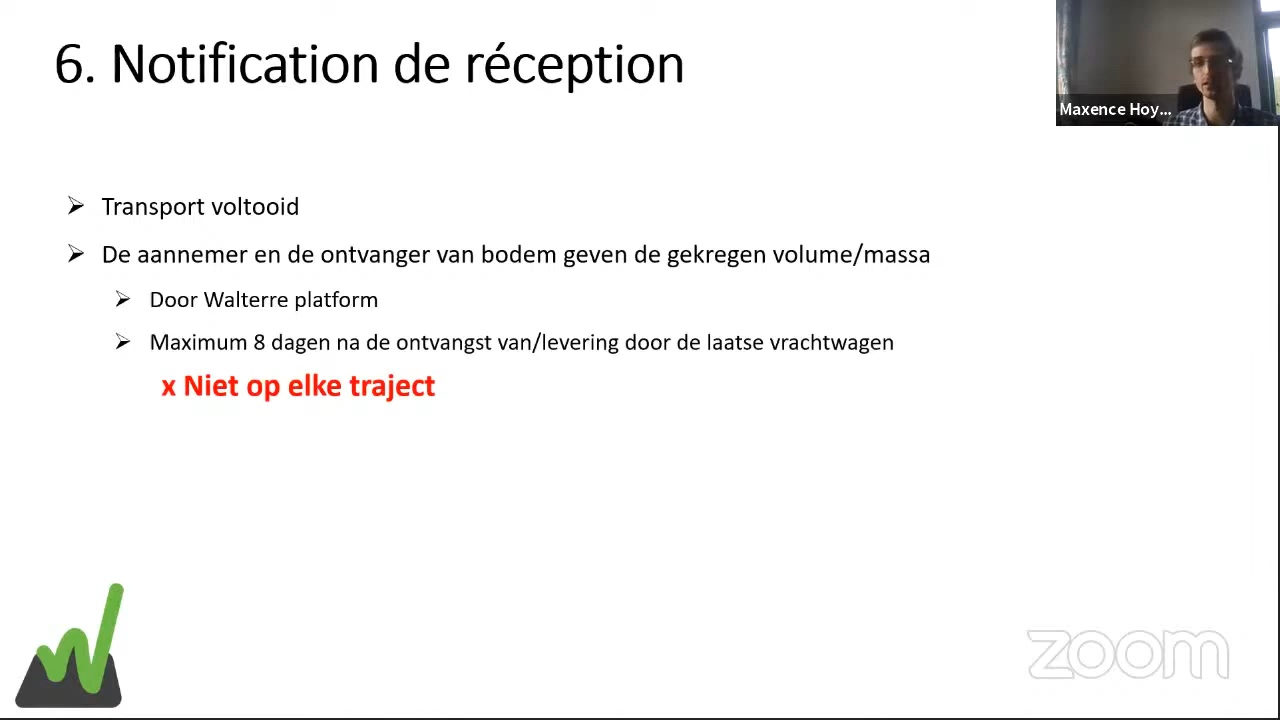 6. Notification de réception
Maxence Hoy...
Transport voltooid
De aannemer en de ontvanger van bodem geven de gekregen volume/massa
Door Walterre platform
Maximum 8 dagen na de ontvangst van/levering door de laatse vrachtwagen
x Niet op elke traject
zoom